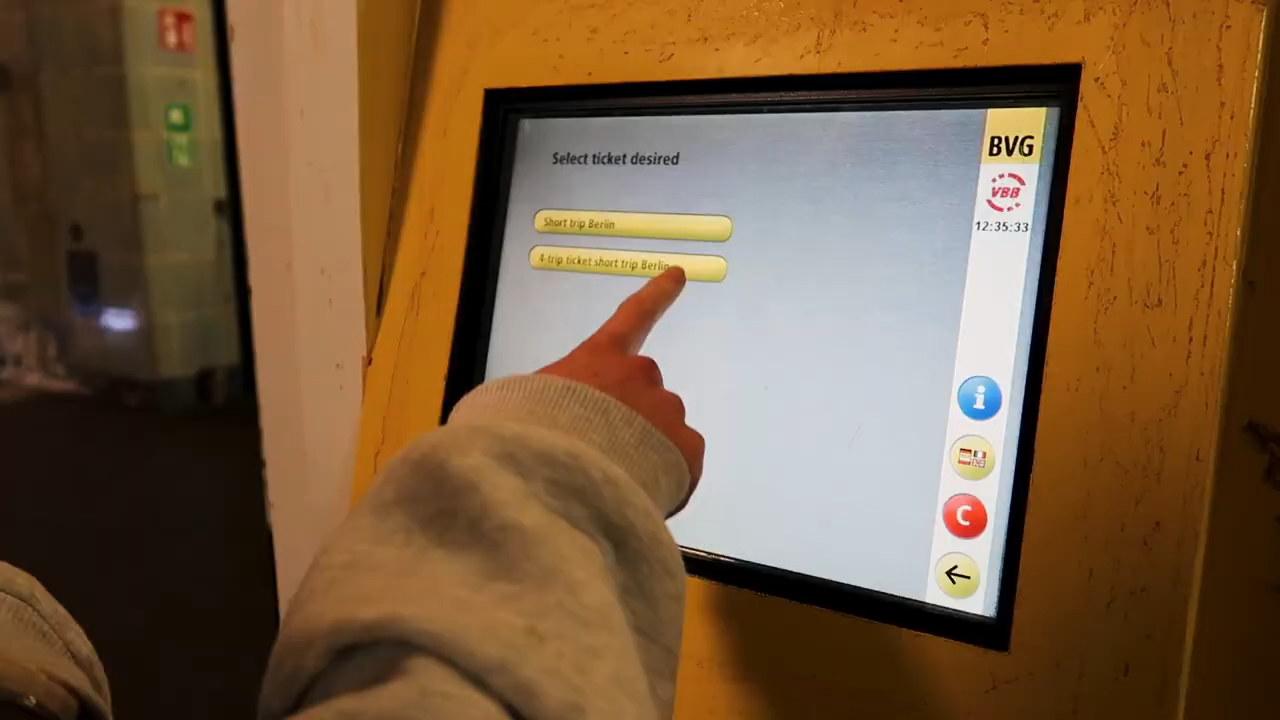 Select ticket desired
Short trip Berlin
4-trip ticket short trip Berlin
BVG
VBB
12:35:33
i
C